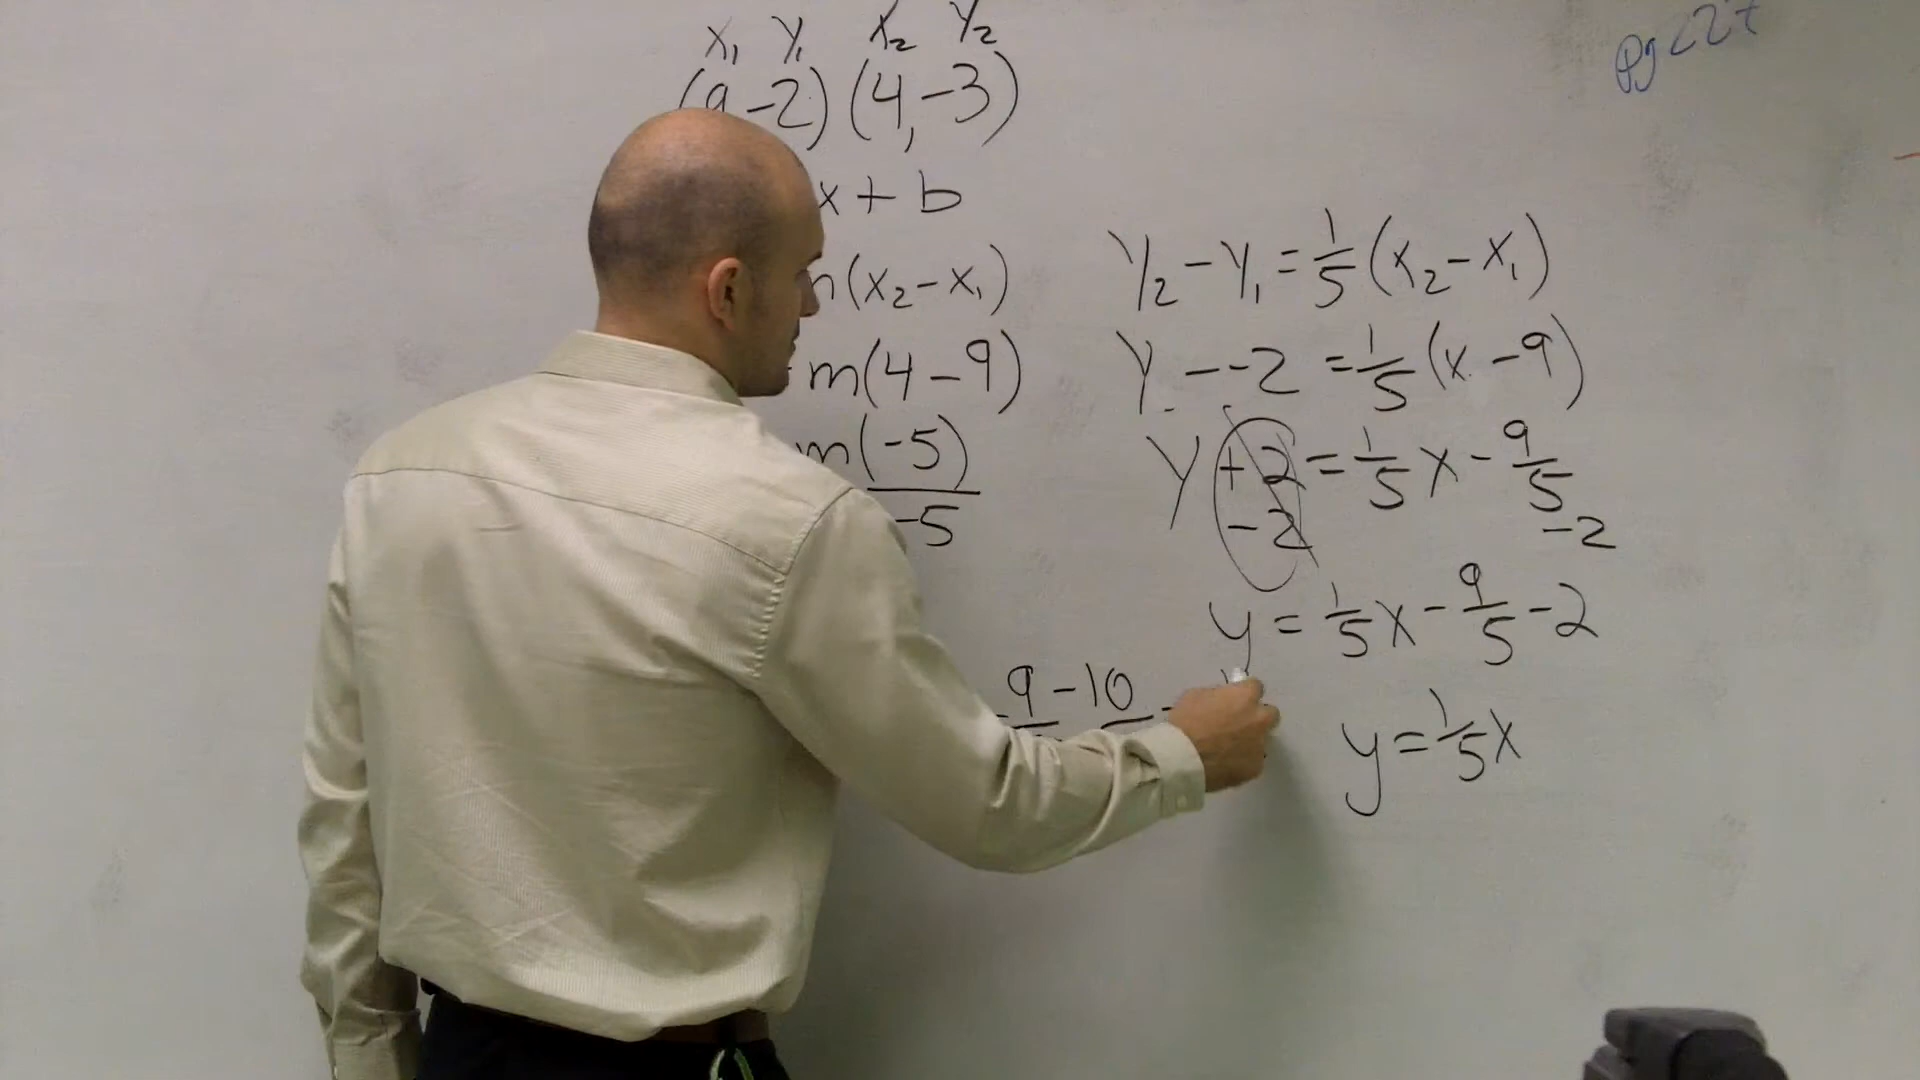 x₁ y₁ x₂ y₂
(9 -2) (4, -3)
x + b
(x₂ - x₁)
m(4 - 9)
m(-5)
-5
9 - 10
Pg 227
y₂ - y₁ = 1/5 (x₂ - x₁)
y - -2 = 1/5 (x - 9)
y + 2 = 1/5 x - 9/5
-2 -2
y = 1/5 x - 9/5 - 2
y = 1/5 x